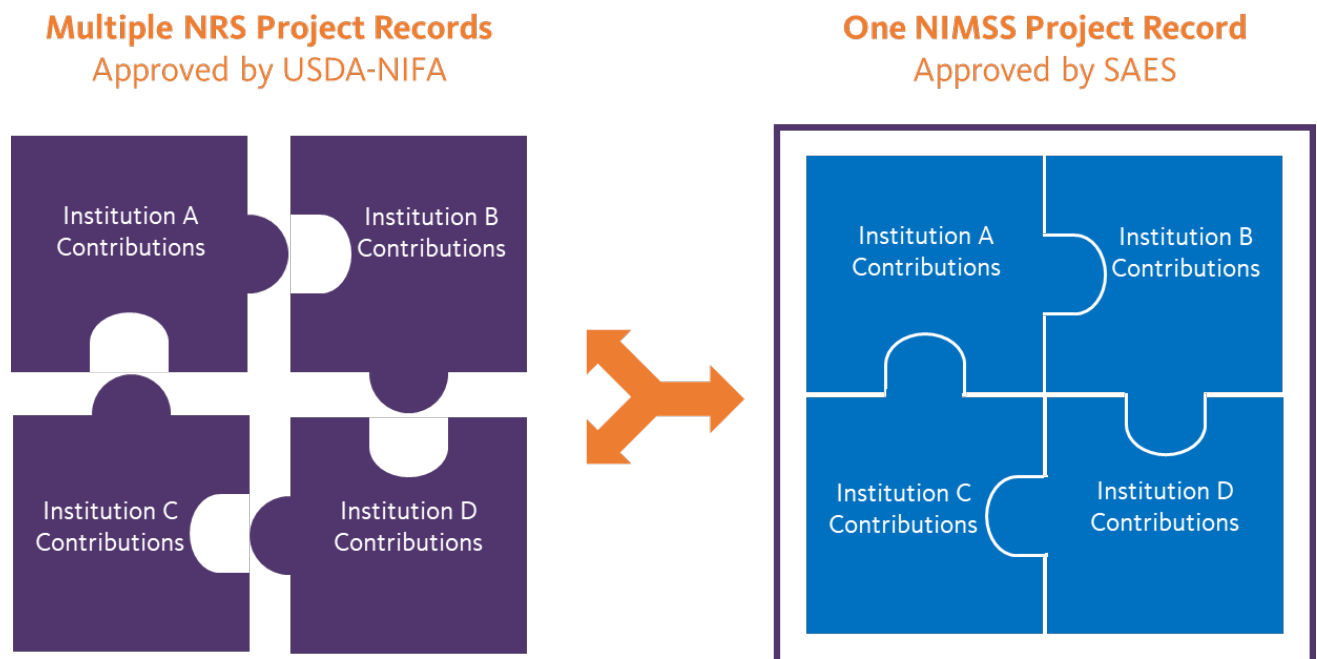 Multiple NRS Project Records
Approved by USDA-NIFA
One NIMSS Project Record
Approved by SAES
Institution A
Contributions
Institution B
Contributions
Institution C
Contributions
Institution D
Contributions
Institution A
Contributions
Institution B
Contributions
Institution C
Contributions
Institution D
Contributions